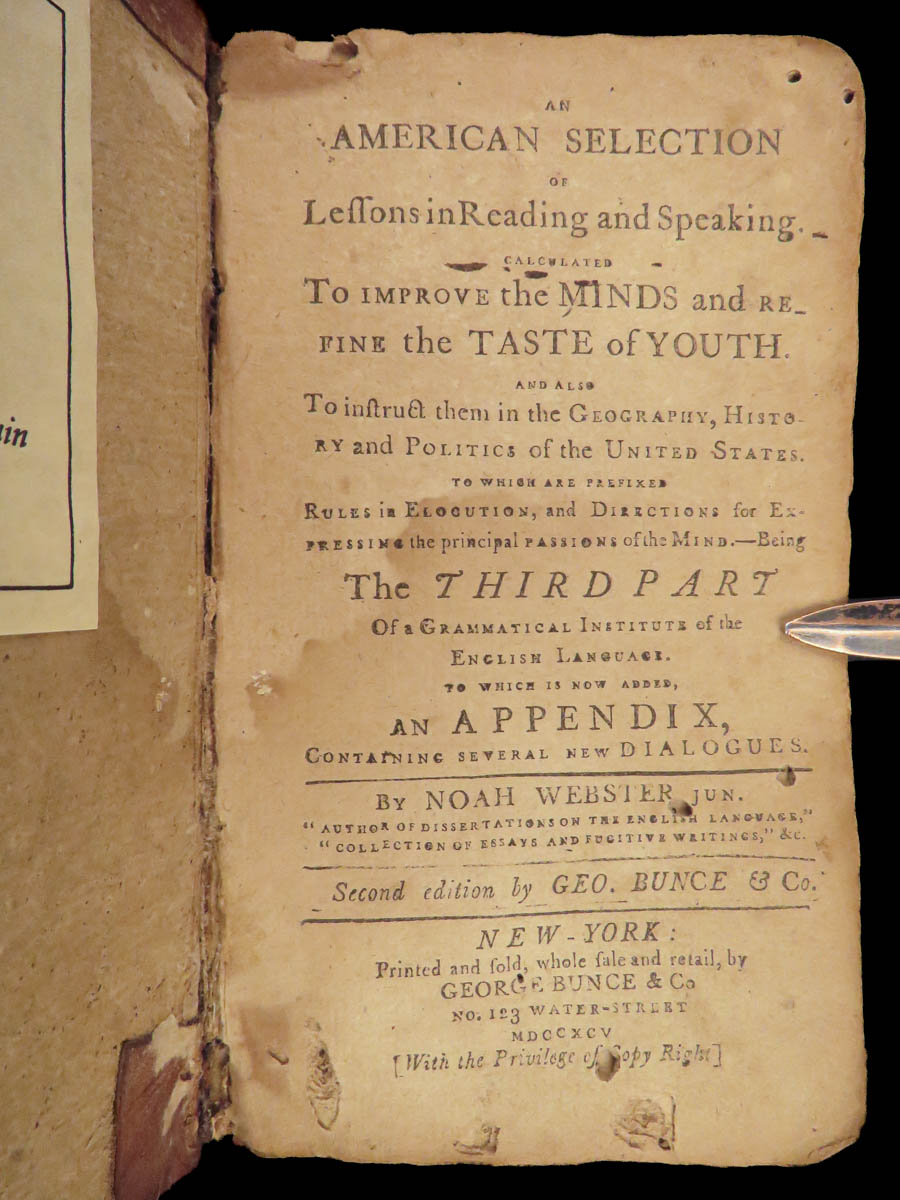 AN
AMERICAN SELECTION
OF
Leſſons in Reading and Speaking.
CALCULATED
TO IMPROVE the MINDS and RE-
FINE the TASTE of YOUTH.
AND ALSO
To inſtruct them in the GEOGRAPHY, HISTO-
RY and POLITICS of the UNITED STATES.
TO WHICH ARE PREFIXED
RULES in ELOCUTION, and DIRECTIONS for EX-
PRESSING the principal PASSIONS of the MIND.—Being
The THIRD PART
Of a GRAMMATICAL INSTITUTE of the
ENGLISH LANGUAGE.
TO WHICH IS NOW ADDED,
AN APPENDIX,
CONTAINING SEVERAL NEW DIALOGUES.
BY NOAH WEBSTER JUN.
"AUTHOR OF DISSERTATIONS ON THE ENGLISH LANGUAGE,"
"COLLECTION OF ESSAYS AND FUGITIVE WRITINGS," &c.
Second edition by GEO. BUNCE & Co.
NEW-YORK:
Printed and ſold, whole ſale and retail, by
GEORGE BUNCE & Co
NO. 123 WATER-STREET
MDCCXCV
[With the Privilege of Copy Right]